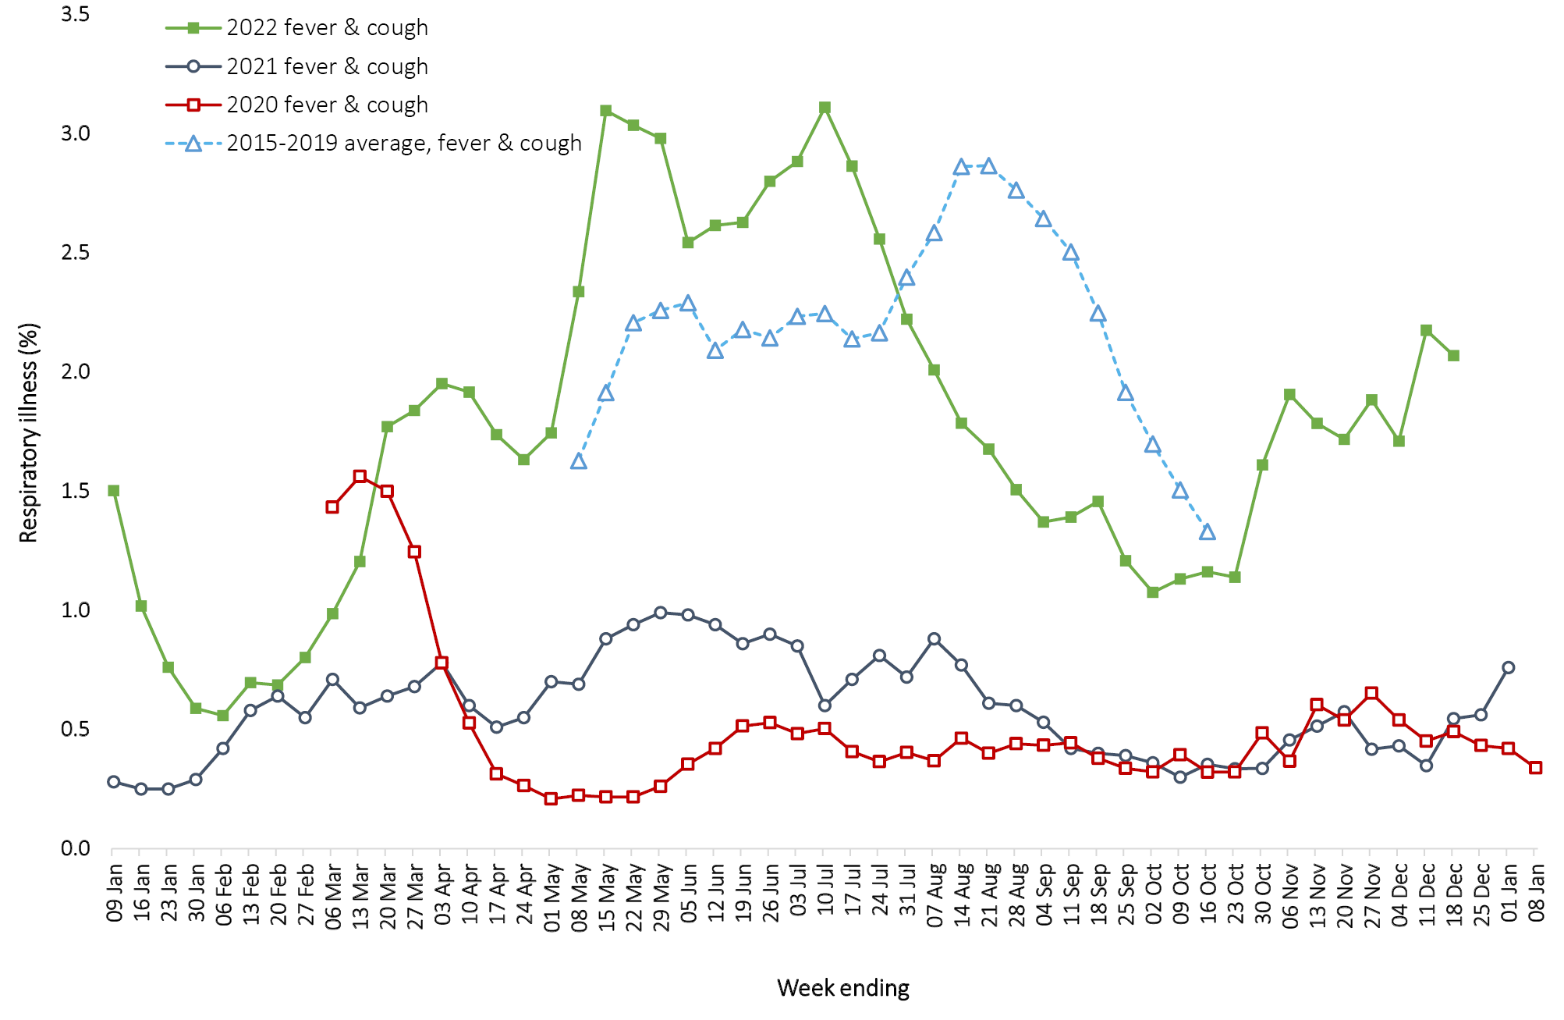 3.5
3.0
2.5
2.0
1.5
1.0
0.5
0.0
2022 fever & cough
2021 fever & cough
2020 fever & cough
2015-2019 average, fever & cough
Respiratory illness (%)
09 Jan
16 Jan
23 Jan
30 Jan
06 Feb
13 Feb
20 Feb
27 Feb
06 Mar
13 Mar
20 Mar
27 Mar
03 Apr
10 Apr
17 Apr
24 Apr
01 May
08 May
15 May
22 May
29 May
05 Jun
12 Jun
19 Jun
26 Jun
03 Jul
10 Jul
17 Jul
24 Jul
31 Jul
07 Aug
14 Aug
21 Aug
28 Aug
04 Sep
11 Sep
18 Sep
25 Sep
02 Oct
09 Oct
16 Oct
23 Oct
30 Oct
06 Nov
13 Nov
20 Nov
27 Nov
04 Dec
11 Dec
18 Dec
25 Dec
01 Jan
08 Jan
Week ending